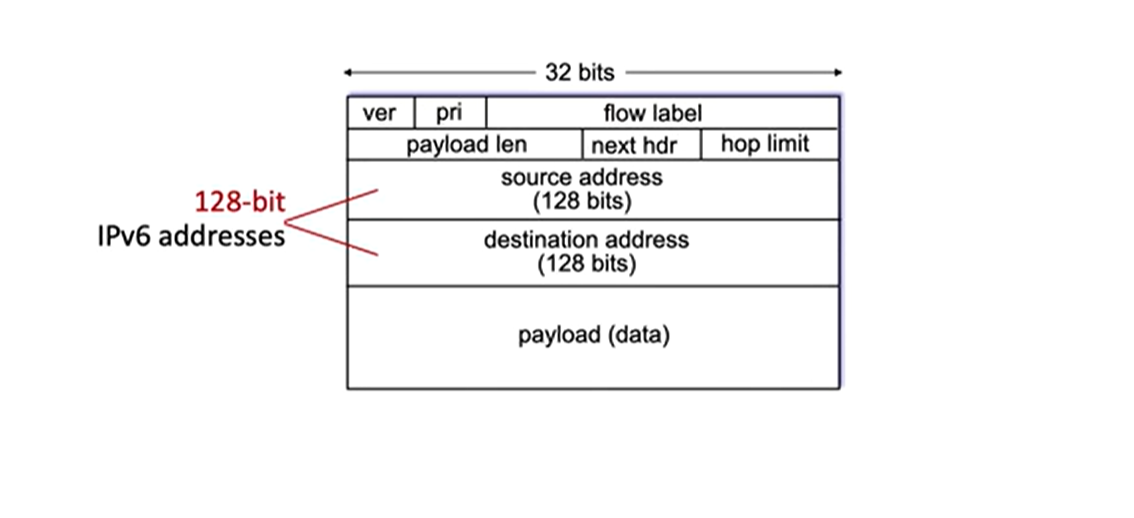 32 bits
ver pri flow label
payload len next hdr hop limit
source address
(128 bits)
128-bit
IPv6 addresses
destination address
(128 bits)
payload (data)